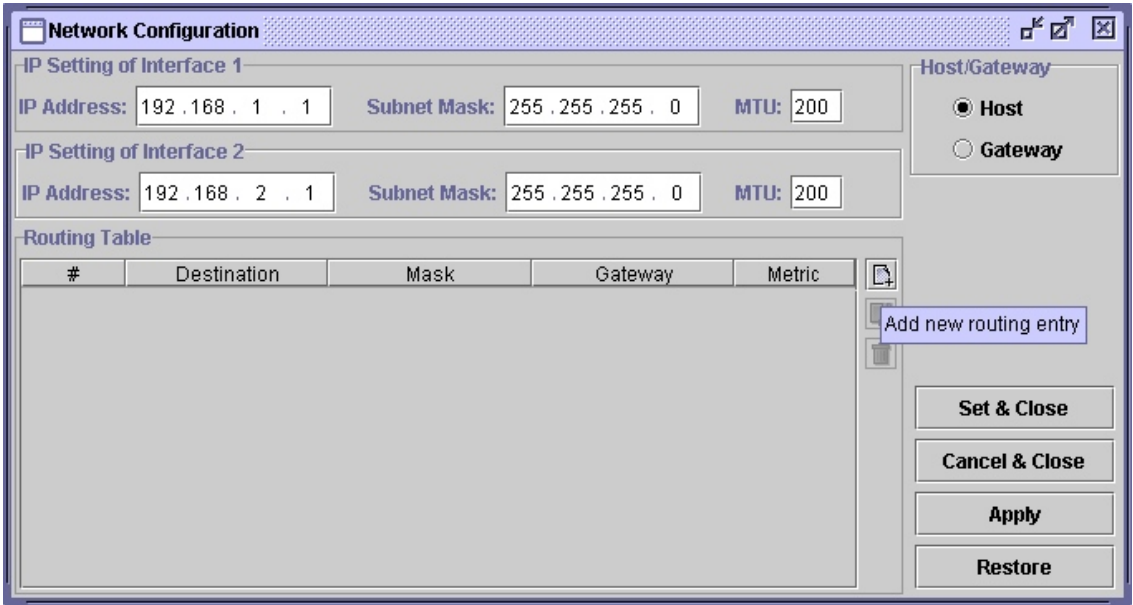 Network Configuration
IP Setting of Interface 1
IP Address: 192 . 168 . 1 . 1 Subnet Mask: 255 . 255 . 255 . 0 MTU: 200
IP Setting of Interface 2
IP Address: 192 . 168 . 2 . 1 Subnet Mask: 255 . 255 . 255 . 0 MTU: 200
Host/Gateway
Host
Gateway
Routing Table
# Destination Mask Gateway Metric
Add new routing entry
Set & Close
Cancel & Close
Apply
Restore